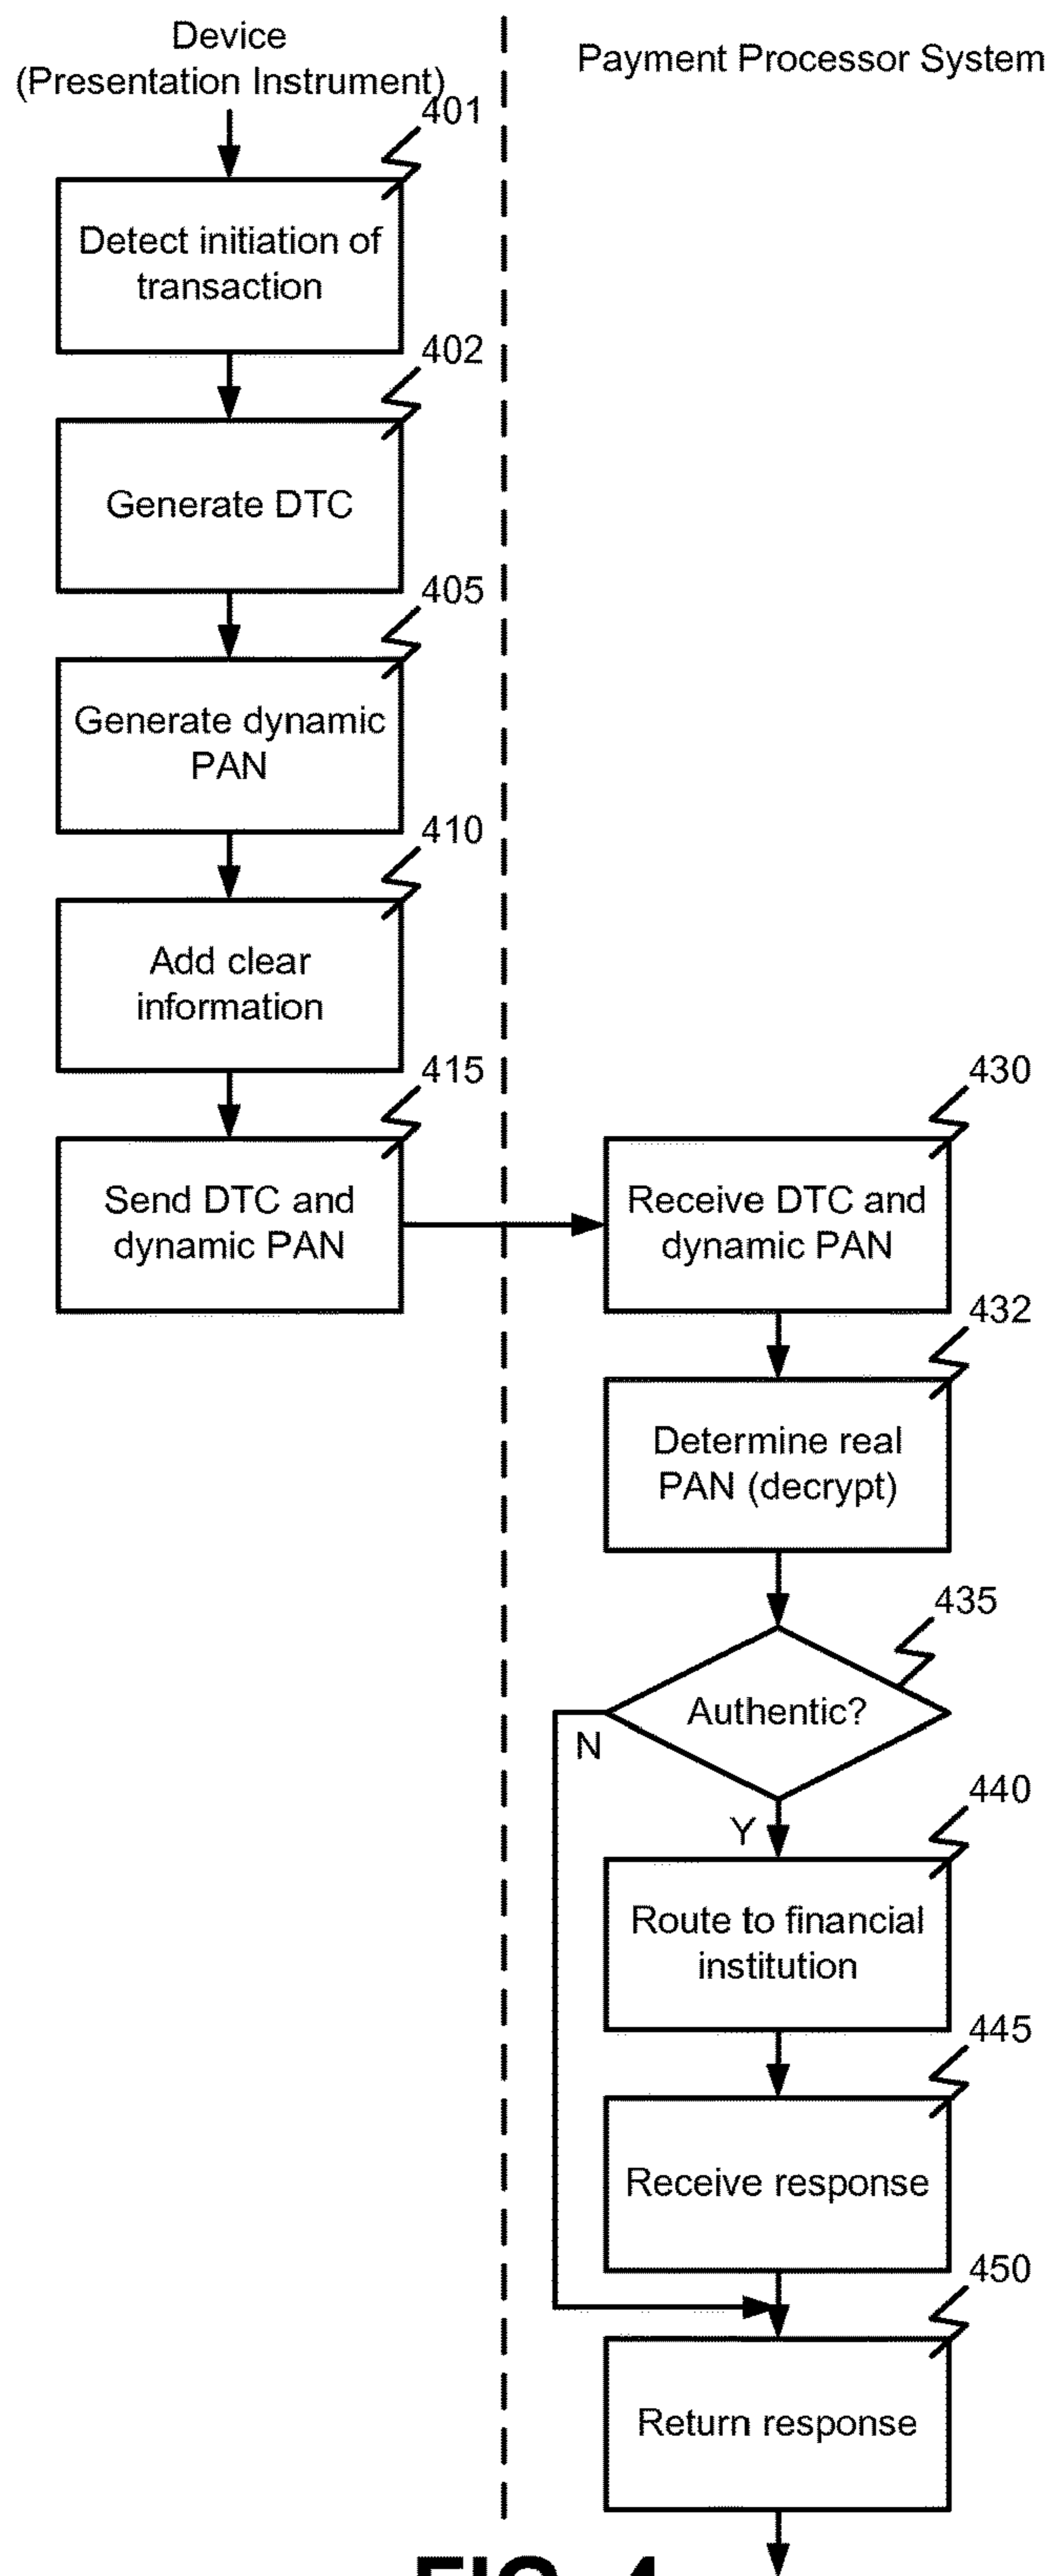 Device
(Presentation Instrument)
Payment Processor System
401
Detect initiation of
transaction
402
Generate DTC
405
Generate dynamic
PAN
410
Add clear
information
415
Send DTC and
dynamic PAN
430
Receive DTC and
dynamic PAN
432
Determine real
PAN (decrypt)
435
Authentic?
N
Y
440
Route to financial
institution
445
Receive response
450
Return response
FIG. 4